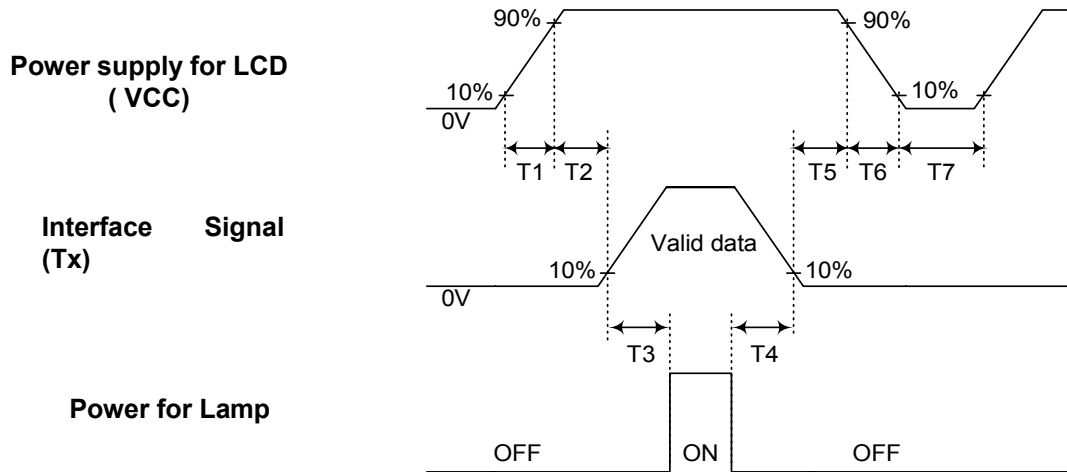 90%
90%
Power supply for LCD
( VCC)
10%
10%
0V
T1 T2 T5 T6 T7
Interface Signal
(Tx)
Valid data
10%
10%
0V
T3 T4
Power for Lamp
OFF ON OFF